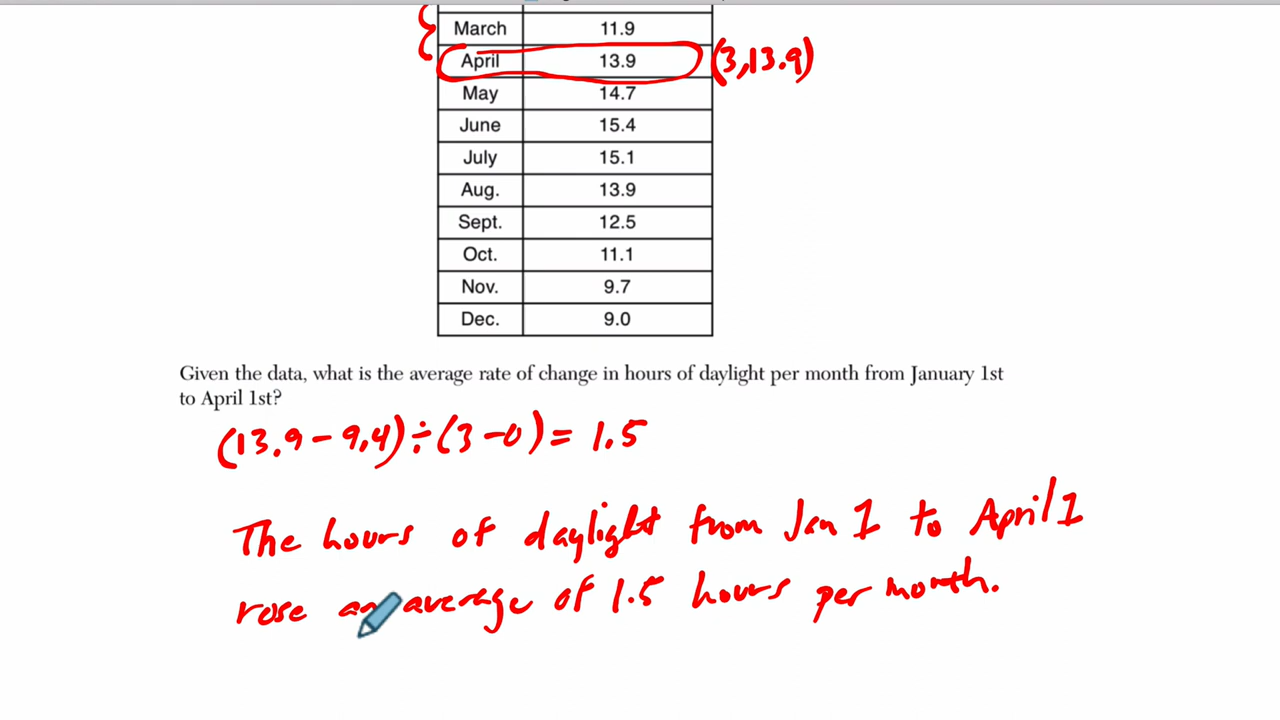 March 11.9
April 13.9 (3,13.9)
May 14.7
June 15.4
July 15.1
Aug. 13.9
Sept. 12.5
Oct. 11.1
Nov. 9.7
Dec. 9.0
Given the data, what is the average rate of change in hours of daylight per month from January 1st
to April 1st?
(13.9-9.4)÷(3-0)=1.5
The hours of daylight from Jan 1 to April 1
rose an average of 1.5 hours per month.